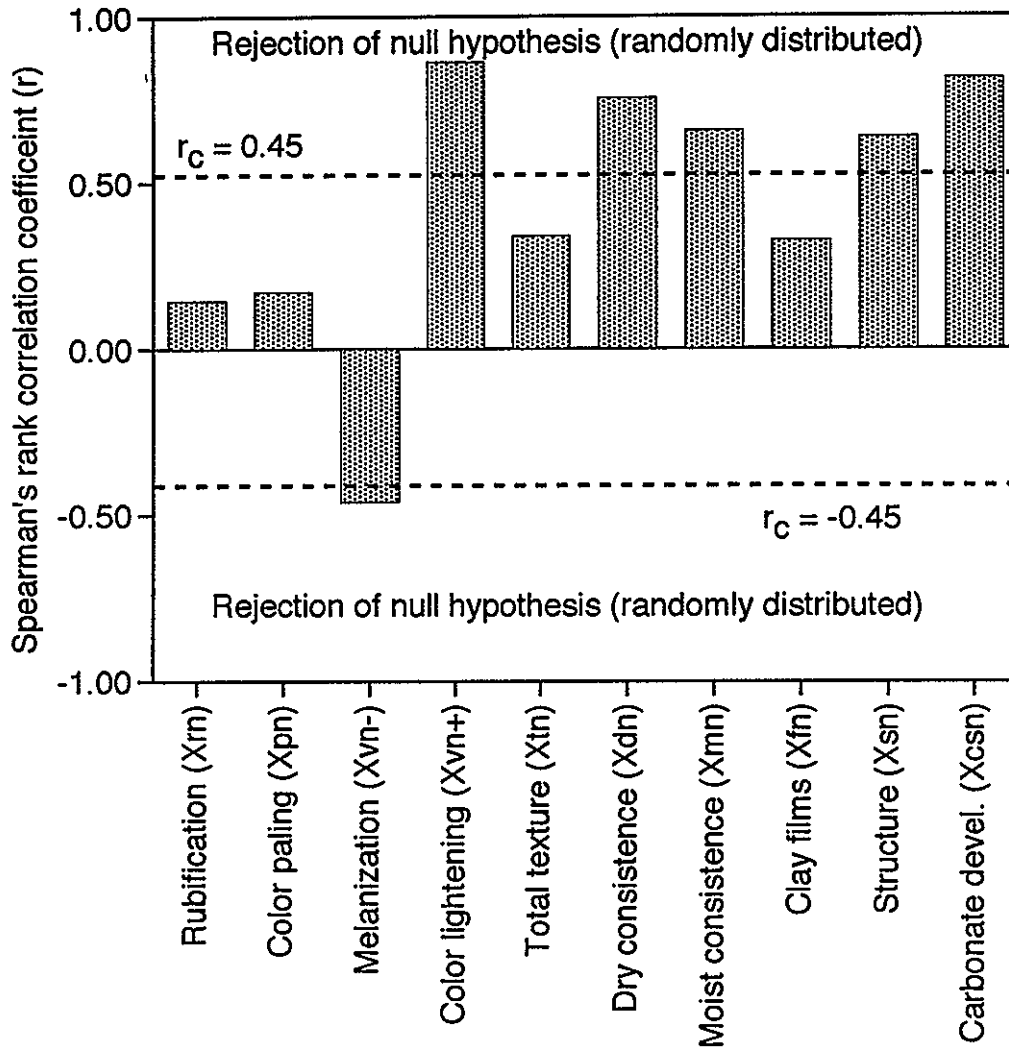 Spearman's rank correlation coefficeint (r)
1.00
0.50
0.00
-0.50
-1.00
Rejection of null hypothesis (randomly distributed)
rc = 0.45
rc = -0.45
Rejection of null hypothesis (randomly distributed)
Rubification (Xrn)
Color paling (Xpn)
Melanization (Xvn-)
Color lightening (Xvn+)
Total texture (Xtn)
Dry consistence (Xdn)
Moist consistence (Xmn)
Clay films (Xfn)
Structure (Xsn)
Carbonate devel. (Xcsn)